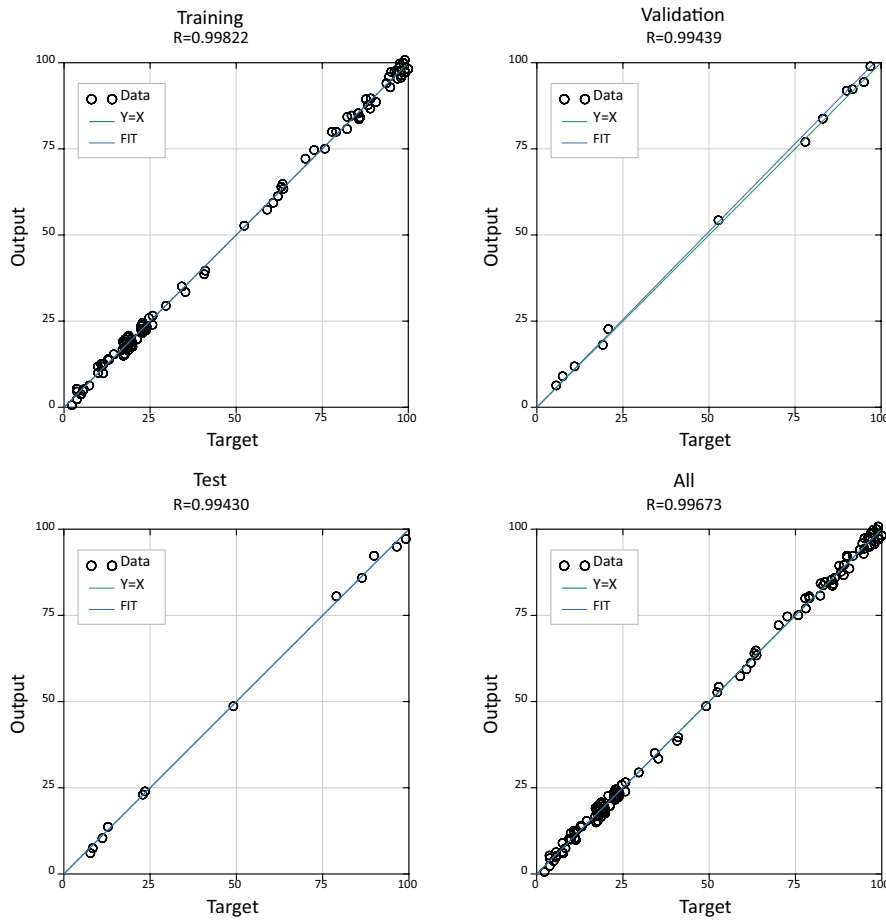 Training
R=0.99822
100
75
50
25
0
Data
Y=X
FIT
Output
0
25
50
75
100
Target
Validation
R=0.99439
100
75
50
25
0
Data
Y=X
FIT
Output
0
25
50
75
100
Target
Test
R=0.99430
100
75
50
25
0
Data
Y=X
FIT
Output
0
25
50
75
100
Target
All
R=0.99673
100
75
50
25
0
Data
Y=X
FIT
Output
0
25
50
75
100
Target